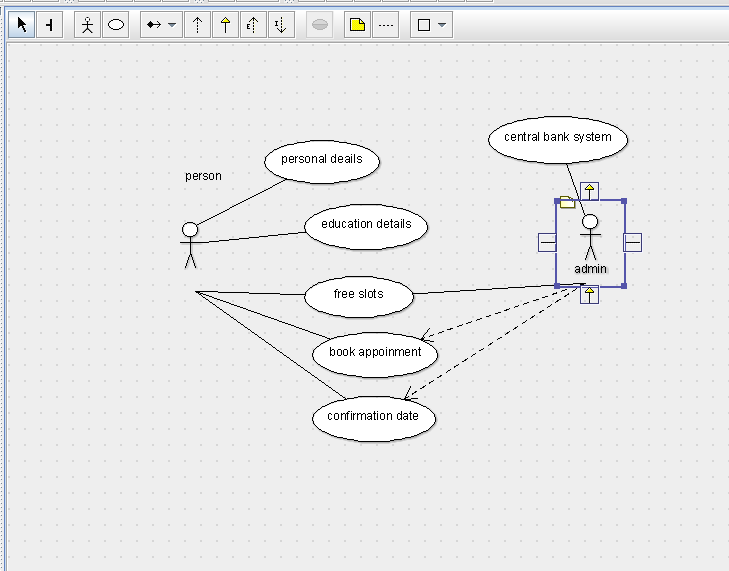 central bank system
personal deails
person
education details
admin
free slots
book appoinment
confirmation date